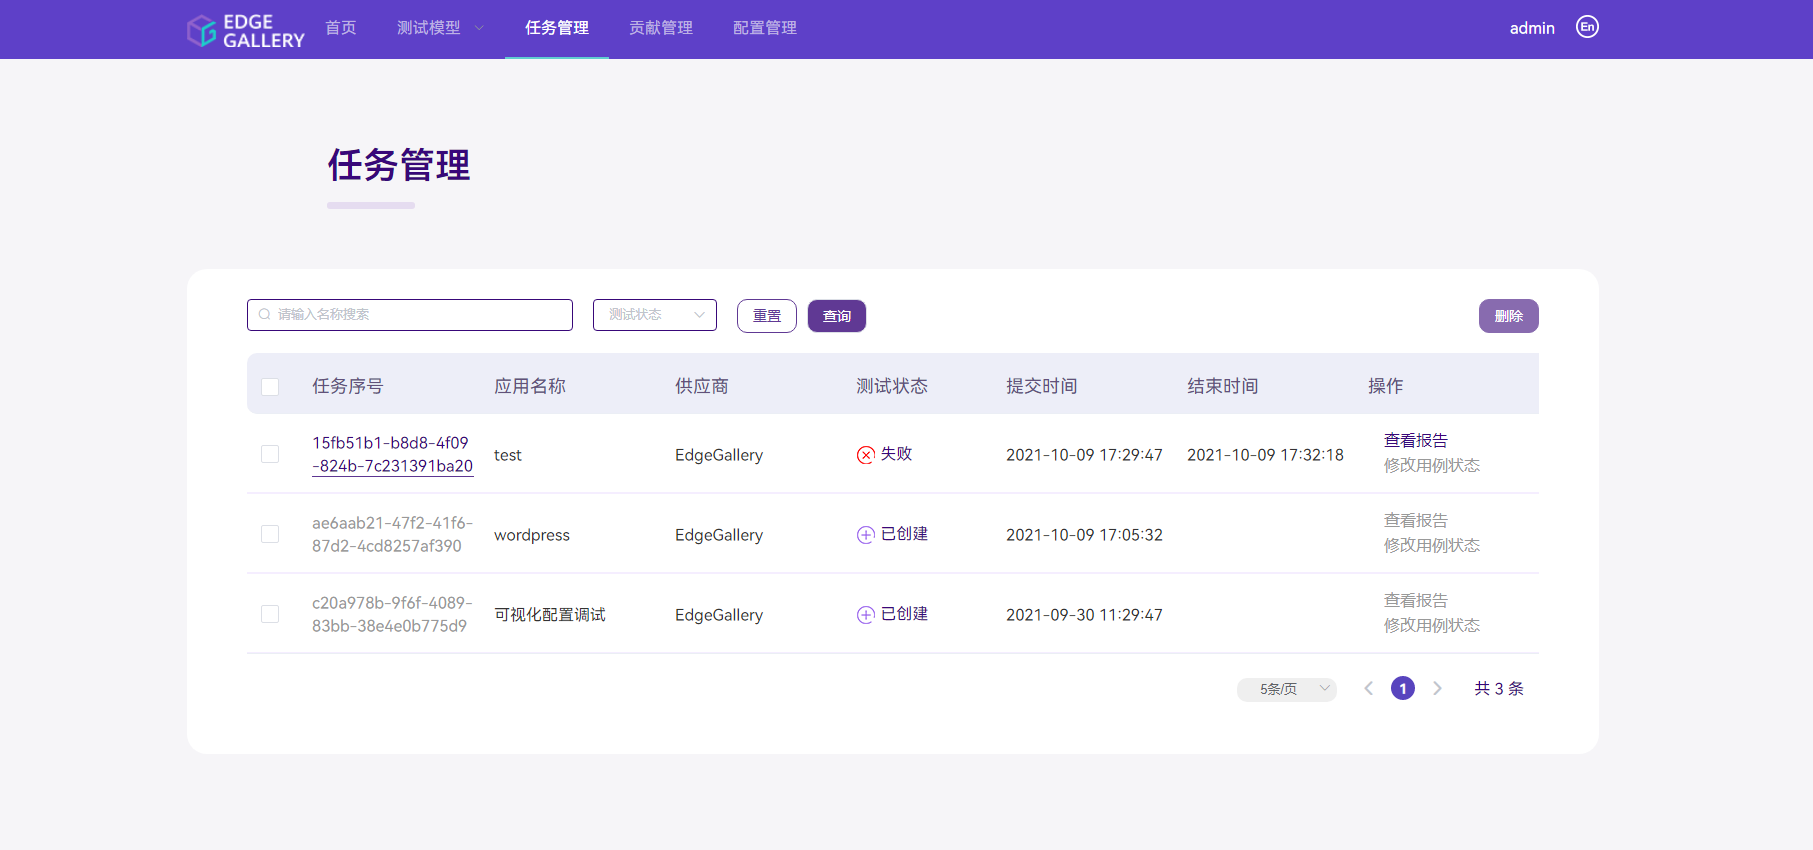 EDGE
GALLERY
首页
测试模型
任务管理
贡献管理
配置管理
admin
En
任务管理
请输入名称搜索
测试状态
重置
查询
删除
任务序号
应用名称
供应商
测试状态
提交时间
结束时间
操作
15fb51b1-b8d8-4f09
-824b-7c231391ba20
test
EdgeGallery
失败
2021-10-09 17:29:47
2021-10-09 17:32:18
查看报告
修改用例状态
ae6aab21-47f2-41f6-
87d2-4cd8257af390
wordpress
EdgeGallery
已创建
2021-10-09 17:05:32
查看报告
修改用例状态
c20a978b-9f6f-4089-
83bb-38e4e0b775d9
可视化配置调试
EdgeGallery
已创建
2021-09-30 11:29:47
查看报告
修改用例状态
5条/页
1
共 3 条